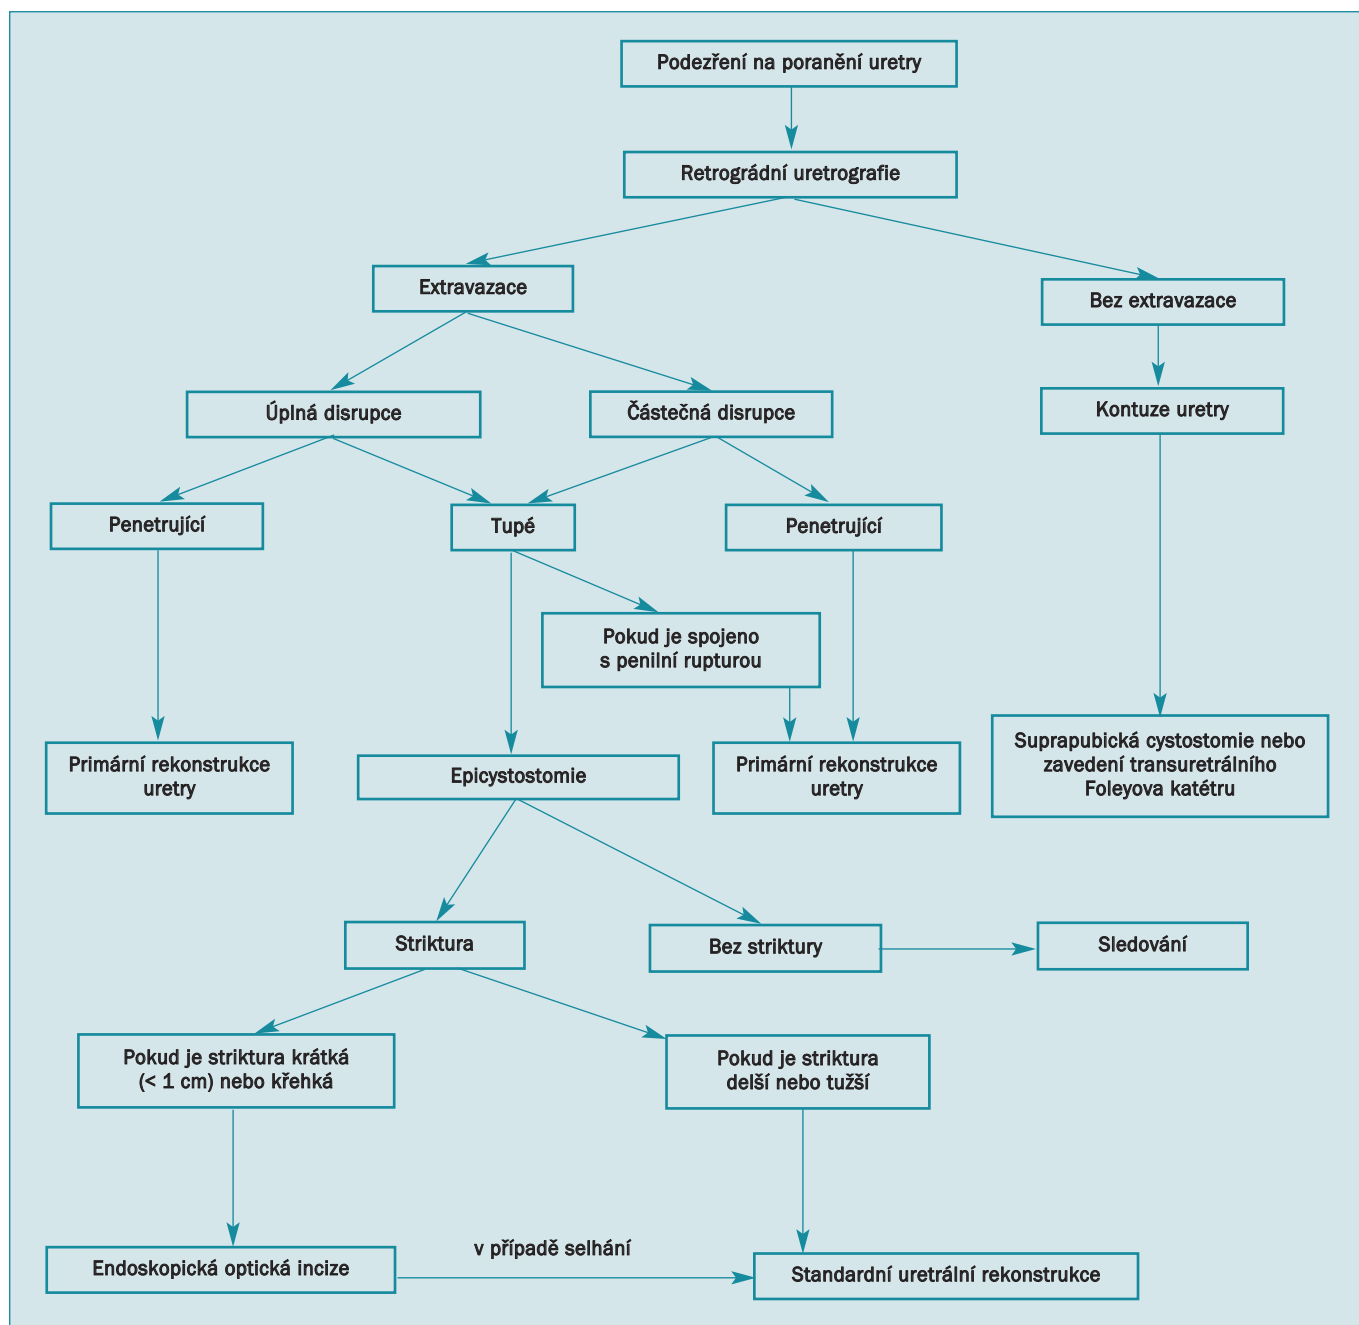 Podezření na poranění uretry
Retrográdní uretrografie
Extravazace
Bez extravazace
Úplná disrupce
Částečná disrupce
Kontuze uretry
Penetrující
Tupé
Penetrující
Pokud je spojeno
s penilní rupturou
Primární rekonstrukce
uretry
Epicystostomie
Primární rekonstrukce
uretry
Suprapubická cystostomie nebo
zavedení transuretrálního
Foleyova katétru
Striktura
Bez striktury
Sledování
Pokud je striktura krátká
(< 1 cm) nebo křehká
Pokud je striktura
delší nebo tužší
Endoskopická optická incize
v případě selhání
Standardní uretrální rekonstrukce